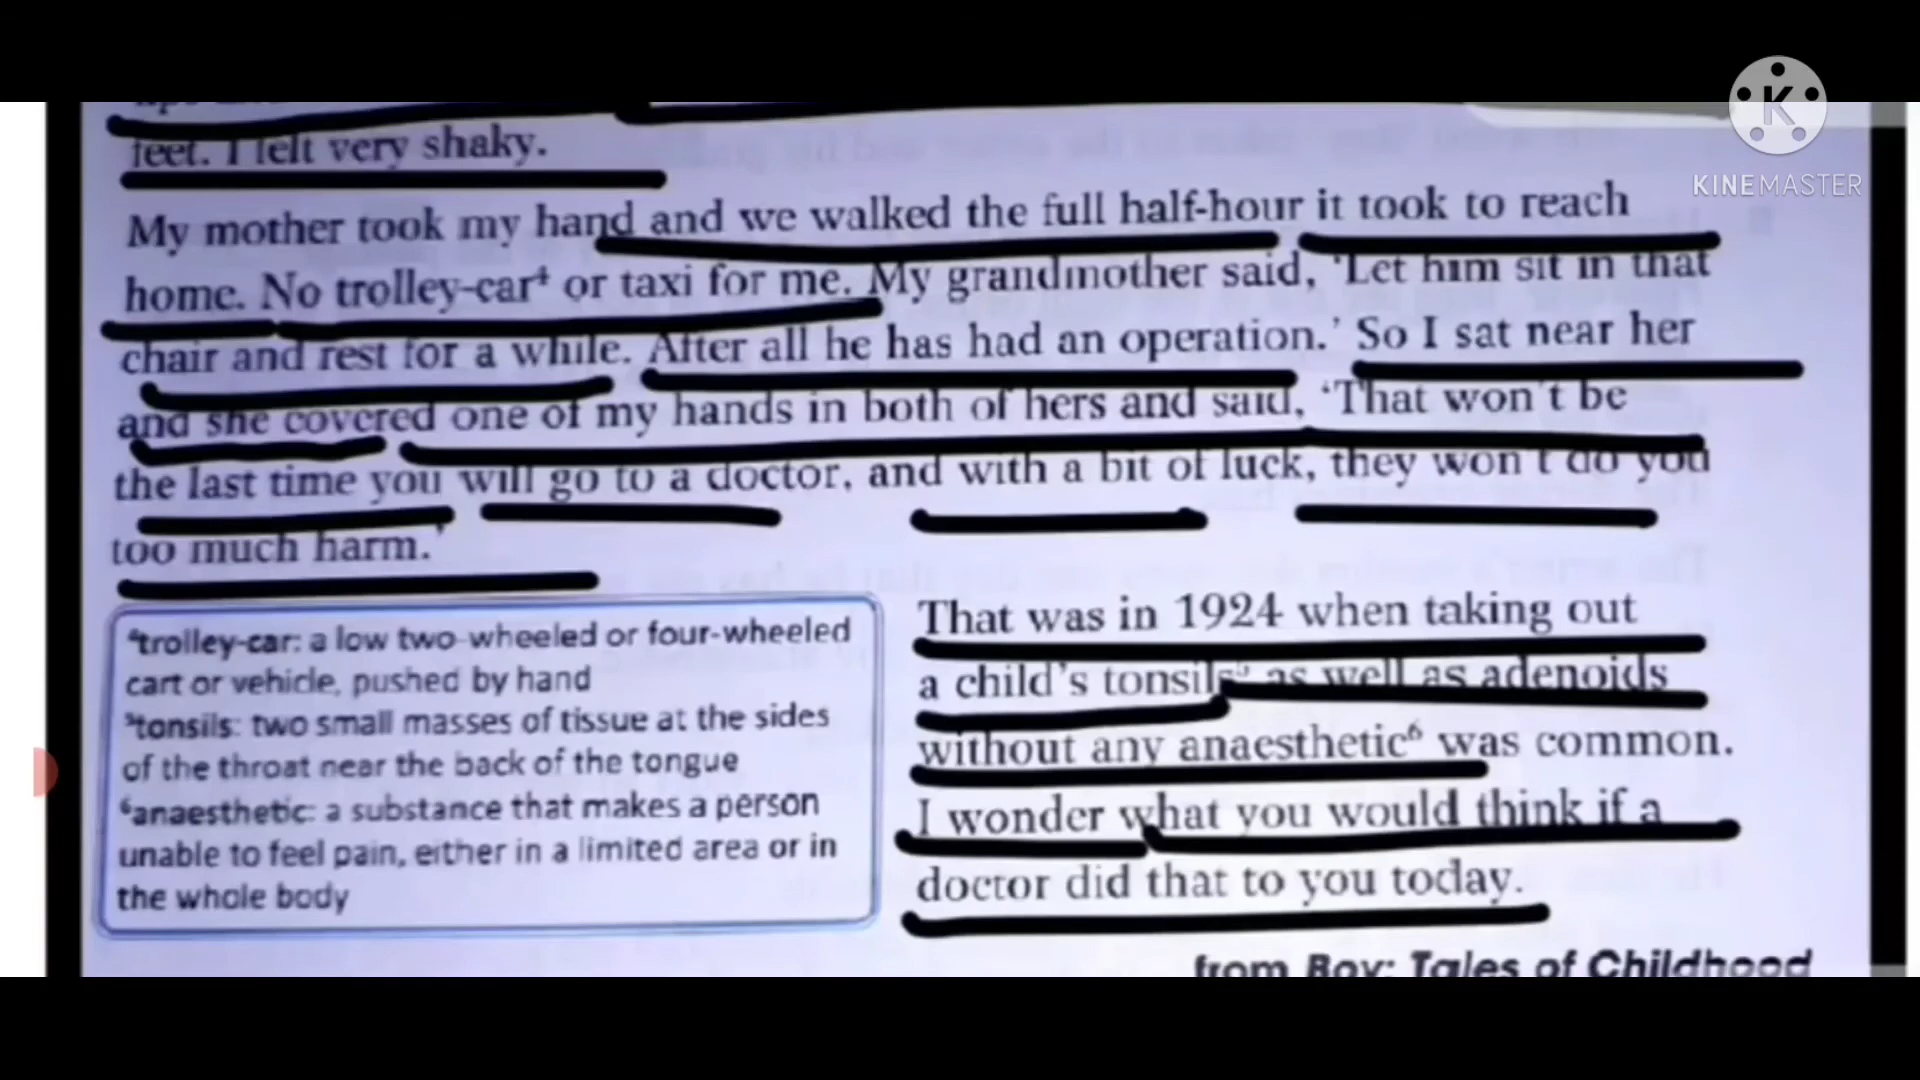 feet. I felt very shaky.
My mother took my hand and we walked the full half-hour it took to reach
home. No trolley-car⁴ or taxi for me. My grandmother said, 'Let him sit in that
chair and rest for a while. After all he has had an operation.' So I sat near her
and she covered one of my hands in both of hers and said, 'That won't be
the last time you will go to a doctor, and with a bit of luck, they won't do you
too much harm.'
⁴trolley-car: a low two wheeled or four-wheeled
cart or vehicle, pushed by hand
⁵tonsils: two small masses of tissue at the sides
of the throat near the back of the tongue
⁶anaesthetic: a substance that makes a person
unable to feel pain, either in a limited area or in
the whole body
That was in 1924 when taking out
a child's tonsils⁵ as well as adenoids
without any anaesthetic⁶ was common.
I wonder what you would think if a
doctor did that to you today.
from Boy: Tales of Childhood
K
KINEMASTER